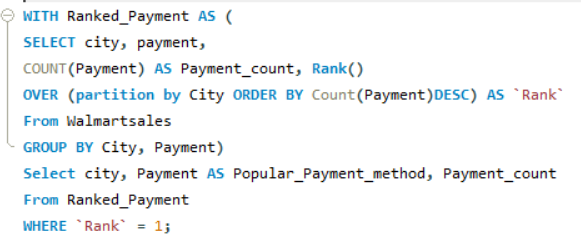 WITH Ranked_Payment AS (
SELECT city, payment,
COUNT(Payment) AS Payment_count, Rank()
OVER (partition by City ORDER BY Count(Payment)DESC) AS `Rank`
From Walmartsales
GROUP BY City, Payment)
Select city, Payment AS Popular_Payment_method, Payment_count
From Ranked_Payment
WHERE `Rank` = 1;